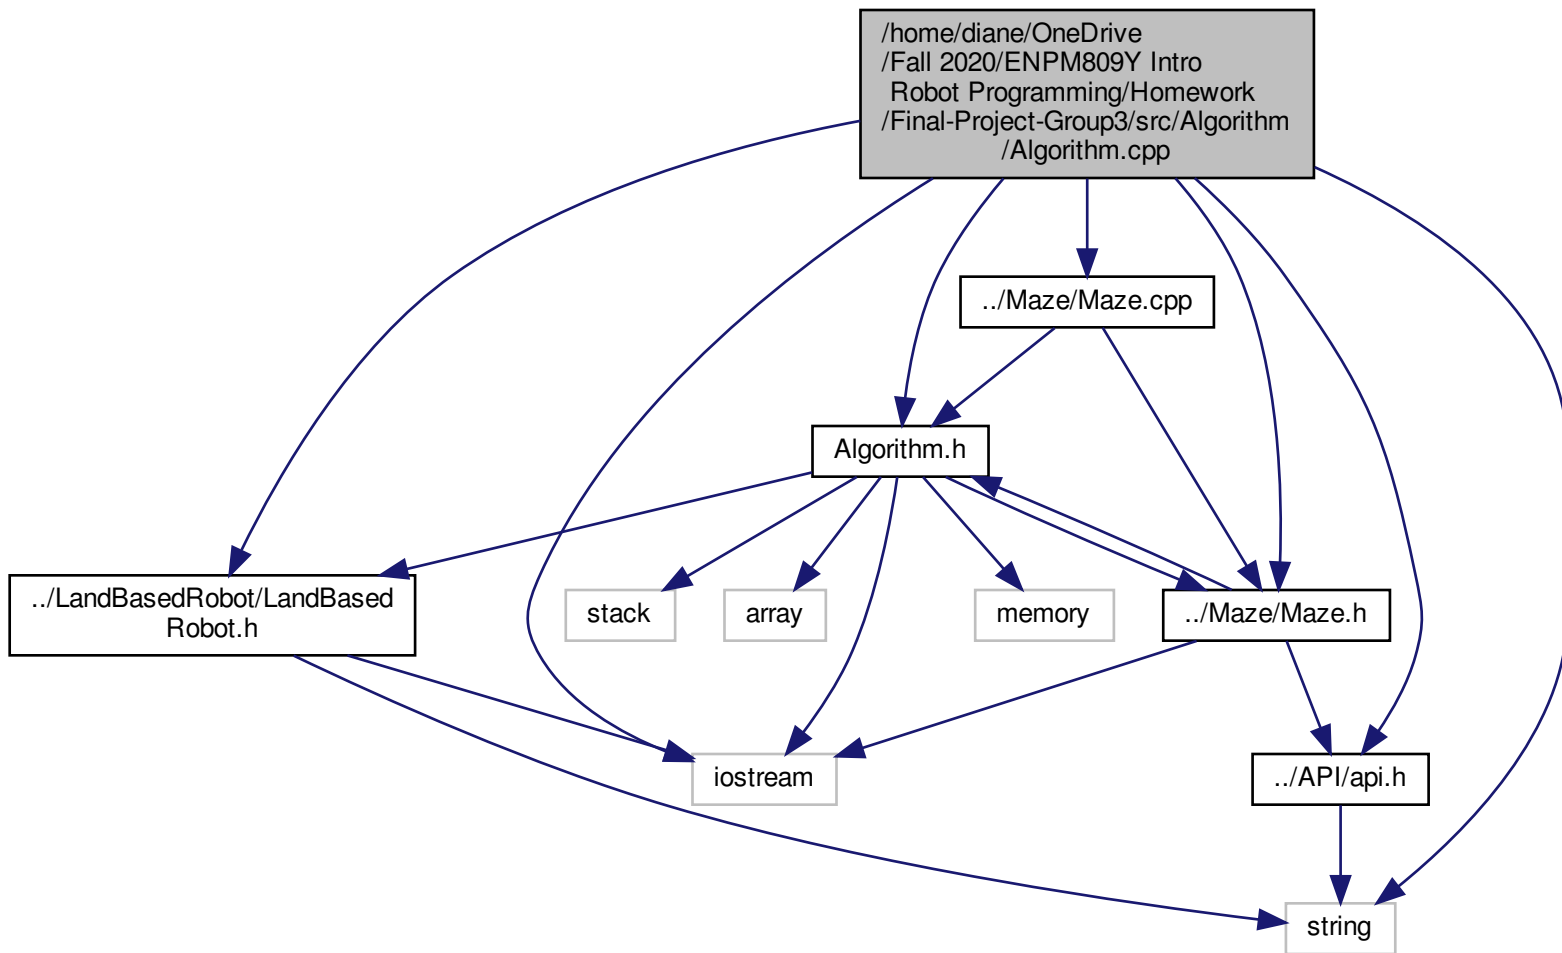 /home/diane/OneDrive
/Fall 2020/ENPM809Y Intro
Robot Programming/Homework
/Final-Project-Group3/src/Algorithm
/Algorithm.cpp
../Maze/Maze.cpp
Algorithm.h
../LandBasedRobot/LandBased
Robot.h
stack
array
memory
../Maze/Maze.h
iostream
../API/api.h
string